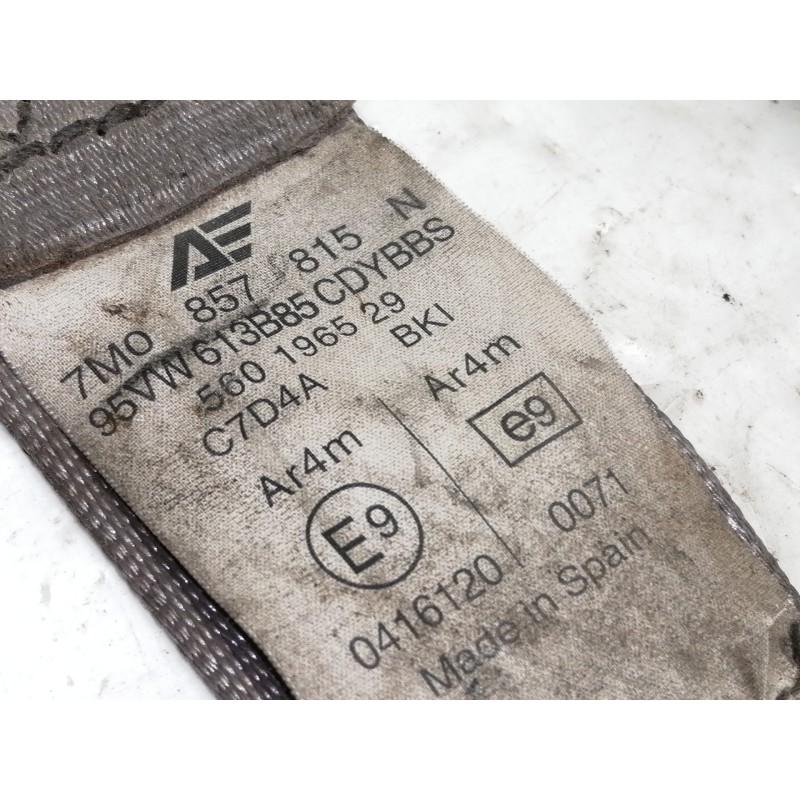 AE
7M0 857 815 N
95VW 613B85 CDYBBS
560 1965 29
C7D4A BKI
Ar4m Ar4m
E9 e9
0416120 0071
Made in Spain